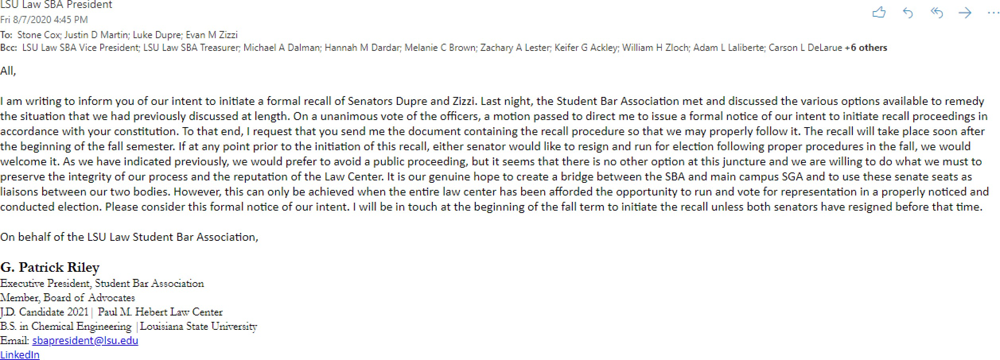 LSU Law SBA President
Fri 8/7/2020 4:45 PM
To: Stone Cox; Justin D Martin; Luke Dupre; Evan M Zizzi
Bcc: LSU Law SBA Vice President; LSU Law SBA Treasurer; Michael A Dalman; Hannah M Dardar; Melanie C Brown; Zachary A Lester; Keifer G Ackley; William H Zloch; Adam L Laliberte; Carson L DeLarue +6 others
All,
I am writing to inform you of our intent to initiate a formal recall of Senators Dupre and Zizzi. Last night, the Student Bar Association met and discussed the various options available to remedy
the situation that we had previously discussed at length. On a unanimous vote of the officers, a motion passed to direct me to issue a formal notice of our intent to initiate recall proceedings in
accordance with your constitution. To that end, I request that you send me the document containing the recall procedure so that we may properly follow it. The recall will take place soon after
the beginning of the fall semester. If at any point prior to the initiation of this recall, either senator would like to resign and run for election following proper procedures in the fall, we would
welcome it. As we have indicated previously, we would prefer to avoid a public proceeding, but it seems that there is no other option at this juncture and we are willing to do what we must to
preserve the integrity of our process and the reputation of the Law Center. It is our genuine hope to create a bridge between the SBA and main campus SGA and to use these senate seats as
liaisons between our two bodies. However, this can only be achieved when the entire law center has been afforded the opportunity to run and vote for representation in a properly noticed and
conducted election. Please consider this formal notice of our intent. I will be in touch at the beginning of the fall term to initiate the recall unless both senators have resigned before that time.
On behalf of the LSU Law Student Bar Association,
G. Patrick Riley
Executive President, Student Bar Association
Member, Board of Advocates
J.D. Candidate 2021| Paul M. Hebert Law Center
B.S. in Chemical Engineering |Louisiana State University
Email: sbapresident@lsu.edu
LinkedIn